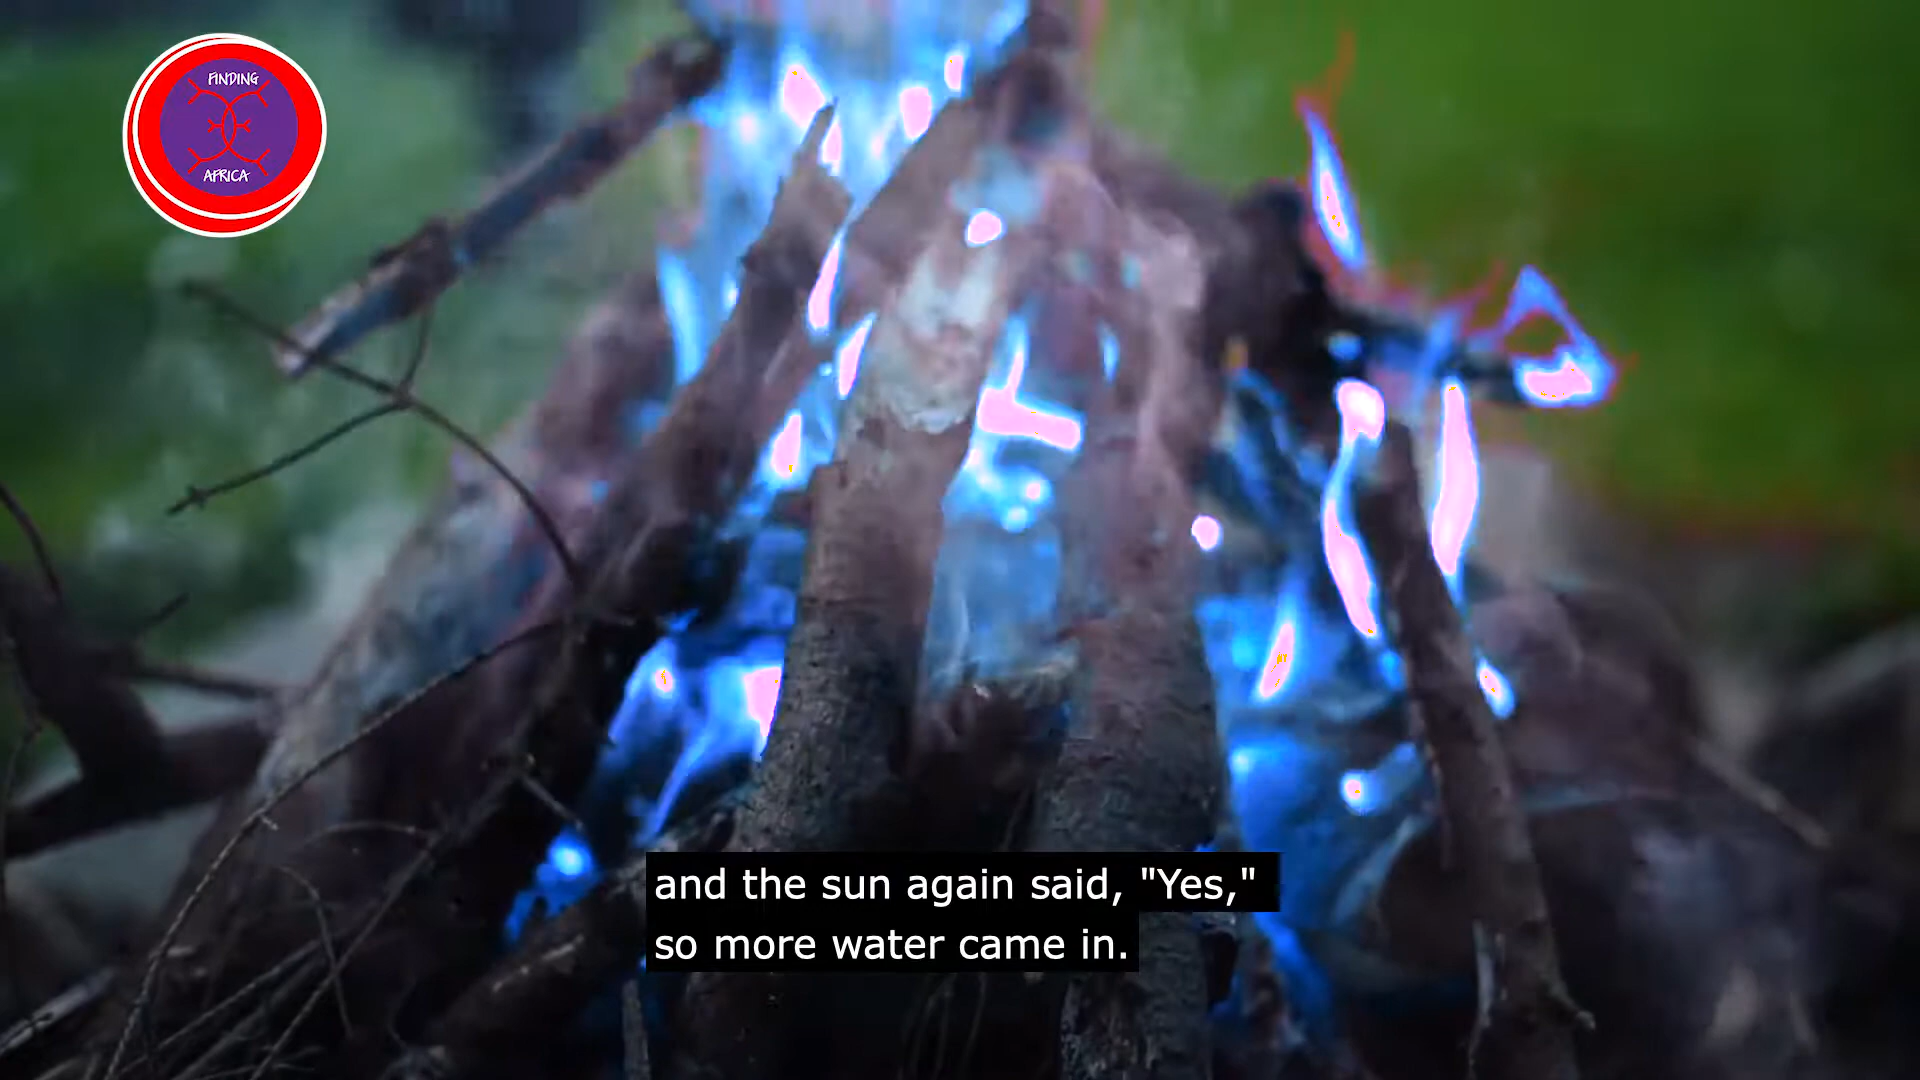 FINDING
AFRICA
and the sun again said, "Yes,"
so more water came in.